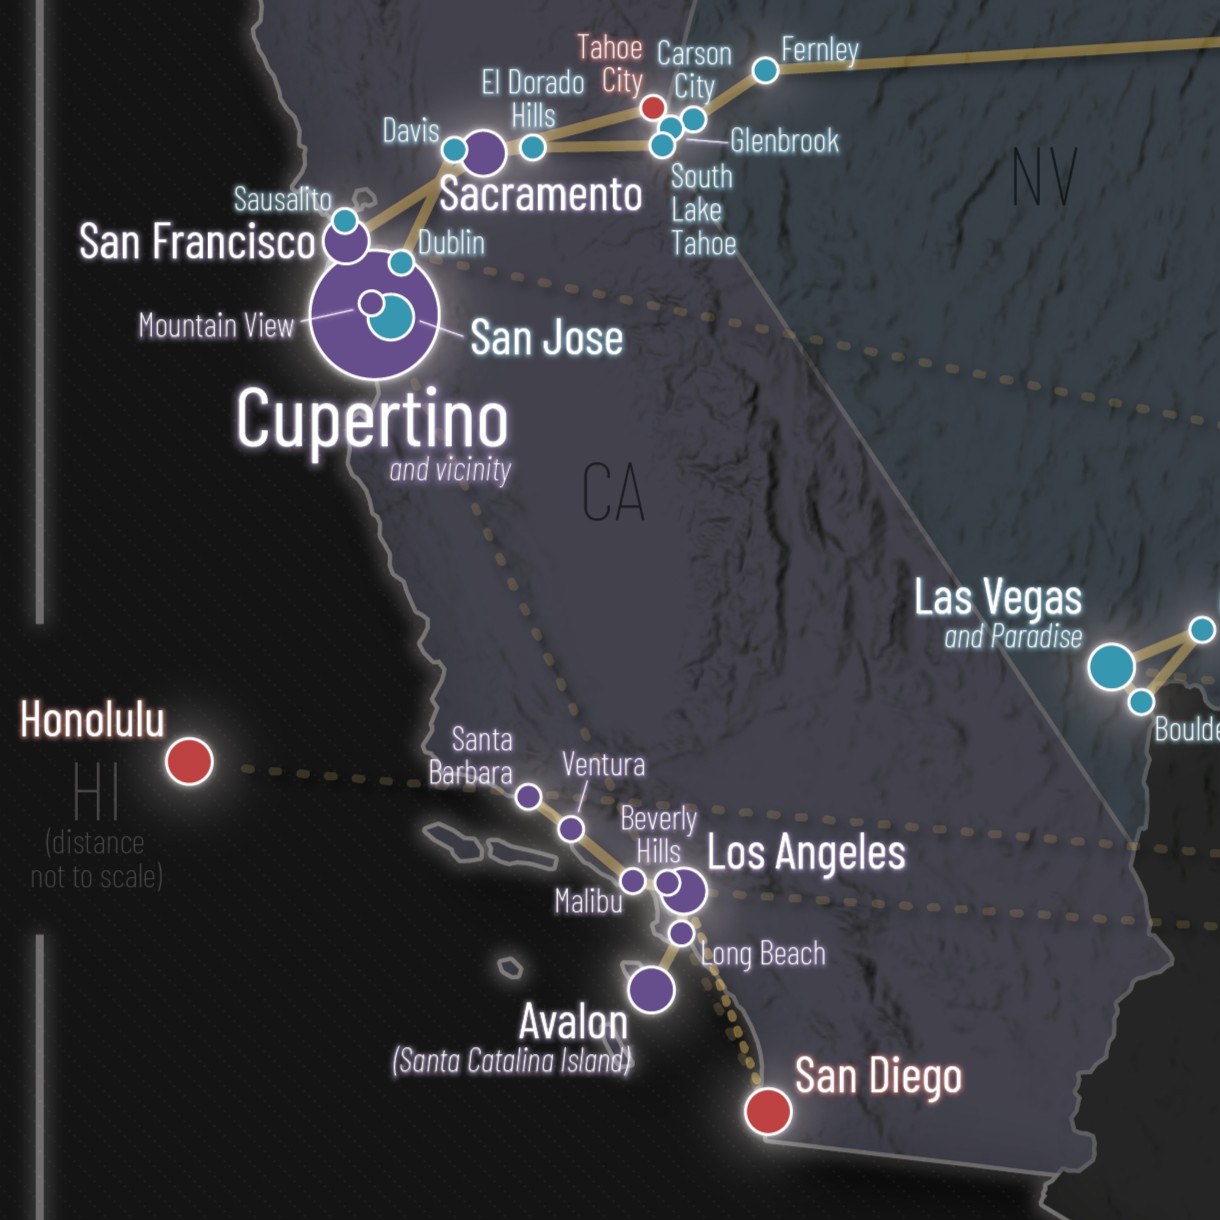 Tahoe
City
Carson
City
Fernley
El Dorado
Hills
Davis
Glenbrook
NV
Sacramento
South
Lake
Tahoe
Sausalito
San Francisco
Dublin
Mountain View
San Jose
Cupertino
and vicinity
CA
Las Vegas
and Paradise
Honolulu
HI
(distance
not to scale)
Santa
Barbara
Ventura
Beverly
Hills
Los Angeles
Malibu
Long Beach
Avalon
(Santa Catalina Island)
San Diego